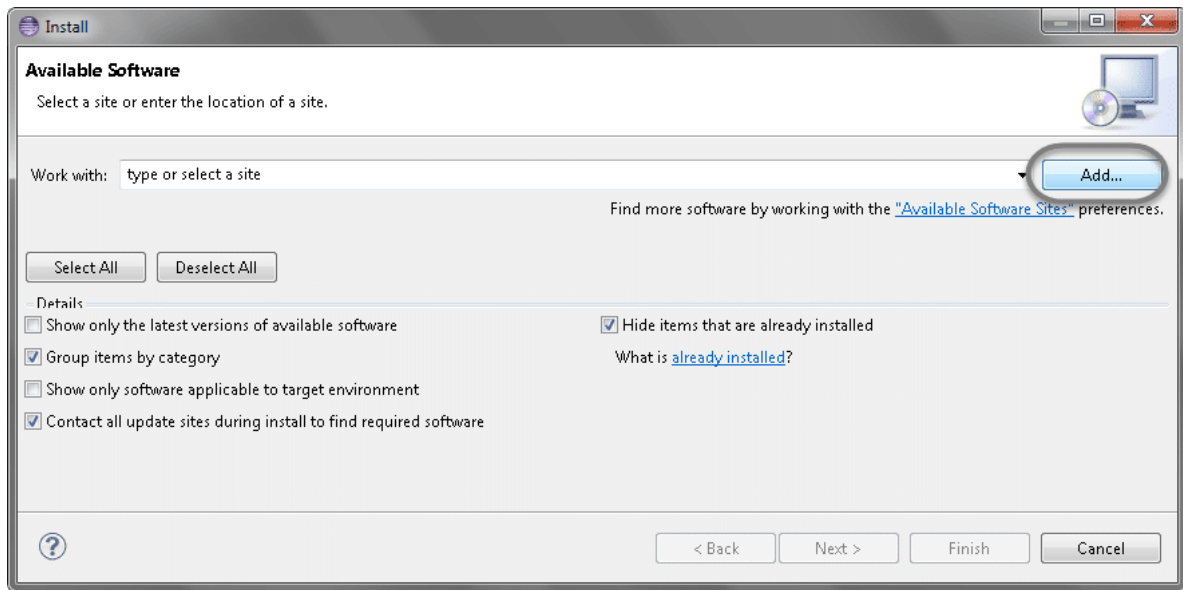 Install
Available Software
Select a site or enter the location of a site.
Work with: type or select a site Add...
Find more software by working with the "Available Software Sites" preferences.
Select All Deselect All
Details
Show only the latest versions of available software Hide items that are already installed
Group items by category What is already installed?
Show only software applicable to target environment
Contact all update sites during install to find required software
? < Back Next > Finish Cancel